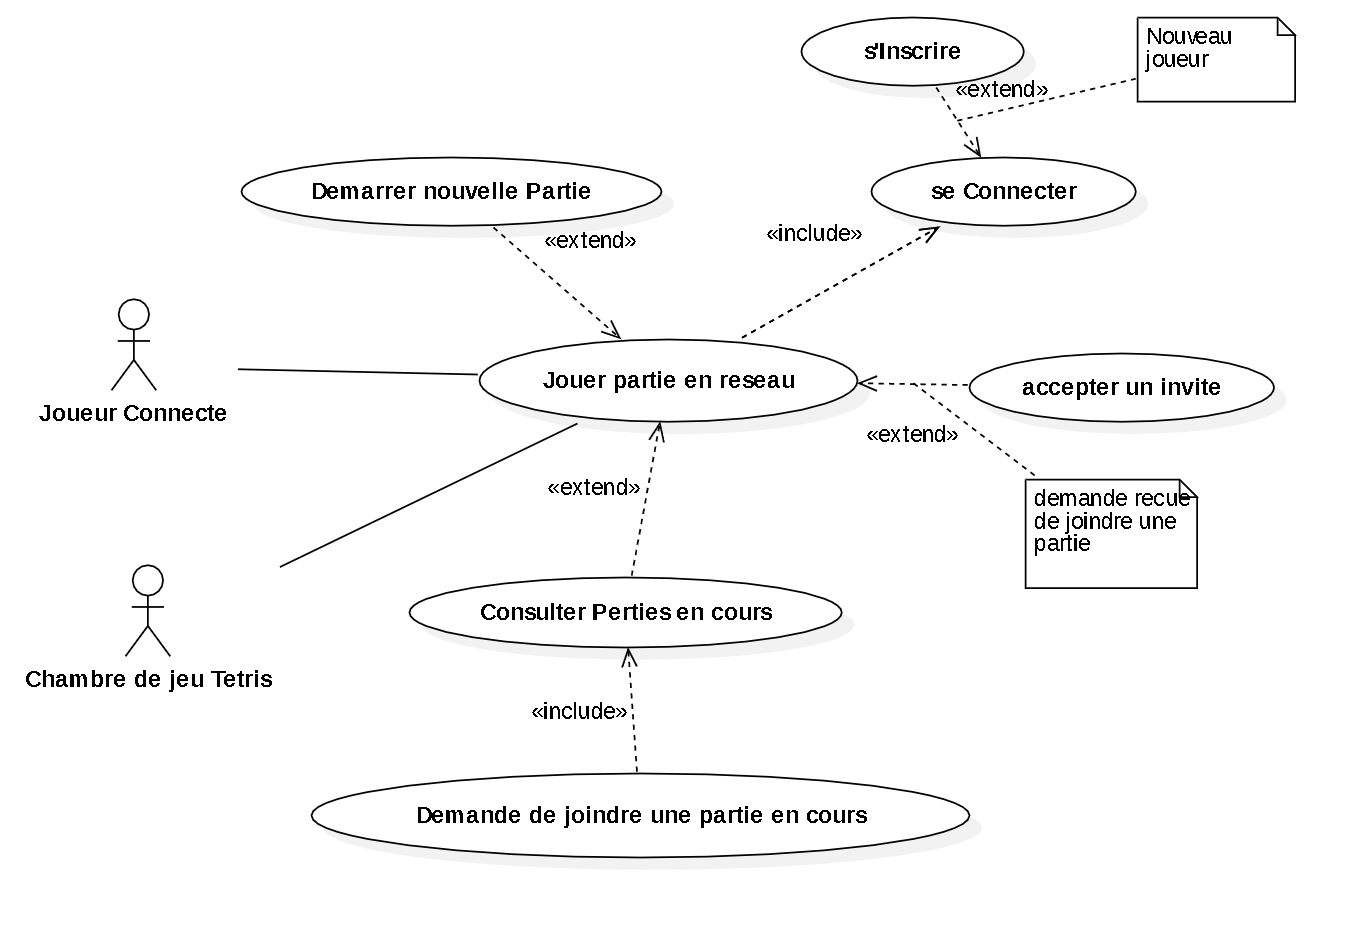 s'Inscrire
Nouveau
joueur
«extend»
Demarrer nouvelle Partie
se Connecter
«extend»
«include»
Jouer partie en reseau
accepter un invite
Joueur Connecte
«extend»
«extend»
demande recue
de joindre une
partie
Consulter Perties en cours
Chambre de jeu Tetris
«include»
Demande de joindre une partie en cours